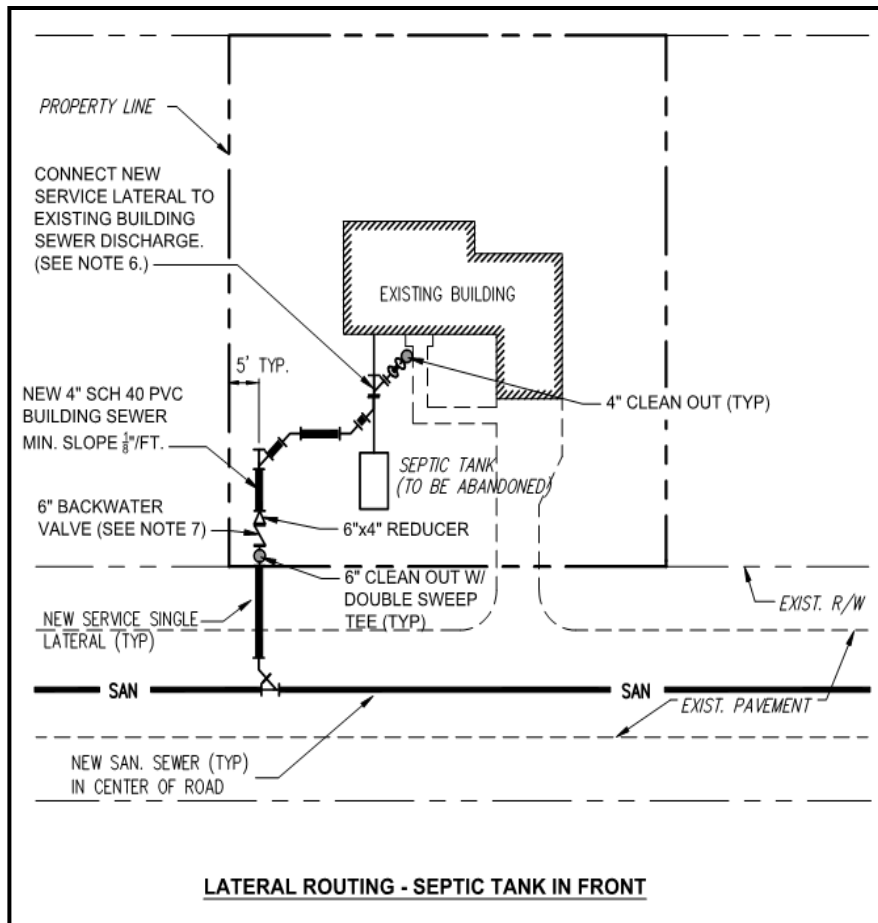 PROPERTY LINE
CONNECT NEW
SERVICE LATERAL TO
EXISTING BUILDING
SEWER DISCHARGE.
(SEE NOTE 6.)
EXISTING BUILDING
5' TYP.
NEW 4" SCH 40 PVC
BUILDING SEWER
MIN. SLOPE 1/8"/FT.
4" CLEAN OUT (TYP)
SEPTIC TANK
(TO BE ABANDONED)
6" BACKWATER
VALVE (SEE NOTE 7)
6"x4" REDUCER
6" CLEAN OUT W/
DOUBLE SWEEP
TEE (TYP)
EXIST. R/W
NEW SERVICE SINGLE
LATERAL (TYP)
SAN
SAN
EXIST. PAVEMENT
NEW SAN. SEWER (TYP)
IN CENTER OF ROAD
LATERAL ROUTING - SEPTIC TANK IN FRONT